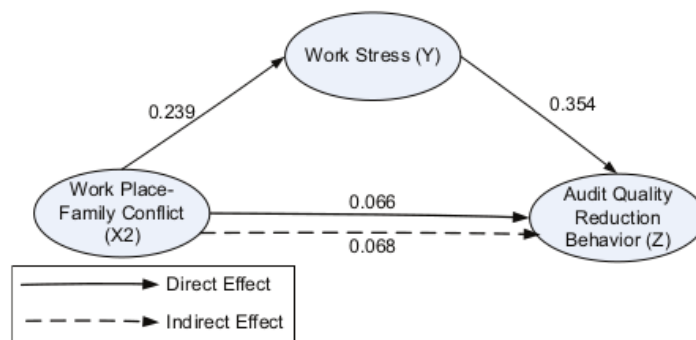 Work Stress (Y)
0.239
0.354
Work Place-
Family Conflict
(X2)
0.066
0.068
Audit Quality
Reduction
Behavior (Z)
Direct Effect
Indirect Effect